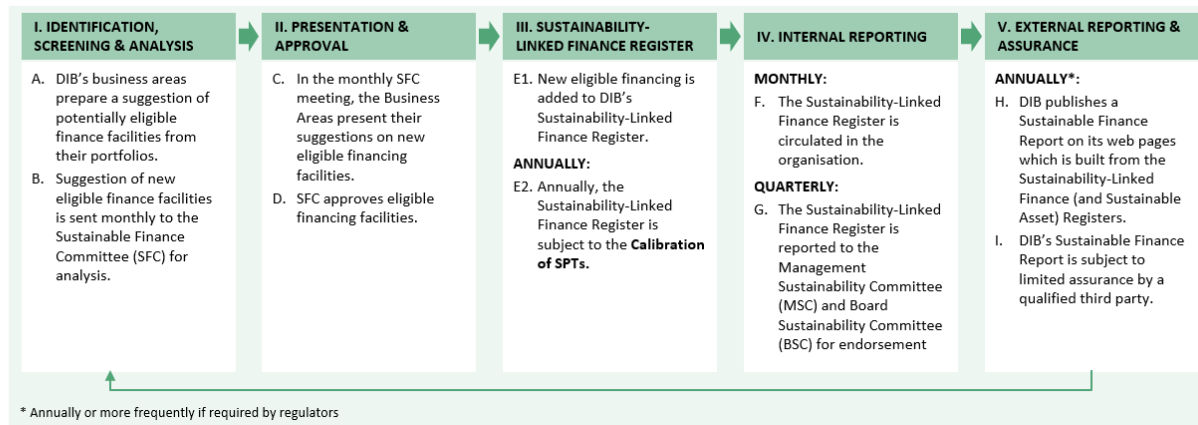 I. IDENTIFICATION,
SCREENING & ANALYSIS
A. DIB's business areas
prepare a suggestion of
potentially eligible
finance facilities from
their portfolios.
B. Suggestion of new
eligible finance facilities
is sent monthly to the
Sustainable Finance
Committee (SFC) for
analysis.
II. PRESENTATION &
APPROVAL
C. In the monthly SFC
meeting, the Business
Areas present their
suggestions on new
eligible financing
facilities.
D. SFC approves eligible
financing facilities.
III. SUSTAINABILITY-
LINKED FINANCE REGISTER
E1. New eligible financing is
added to DIB's
Sustainability-Linked
Finance Register.
ANNUALLY:
E2. Annually, the
Sustainability-Linked
Finance Register is
subject to the Calibration
of SPTs.
IV. INTERNAL REPORTING
MONTHLY:
F. The Sustainability-Linked
Finance Register is
circulated in the
organisation.
QUARTERLY:
G. The Sustainability-Linked
Finance Register is
reported to the
Management
Sustainability Committee
(MSC) and Board
Sustainability Committee
(BSC) for endorsement
V. EXTERNAL REPORTING &
ASSURANCE
ANNUALLY*:
H. DIB publishes a
Sustainable Finance
Report on its web pages
which is built from the
Sustainability-Linked
Finance (and Sustainable
Asset) Registers.
I. DIB's Sustainable Finance
Report is subject to
limited assurance by a
qualified third party.
* Annually or more frequently if required by regulators